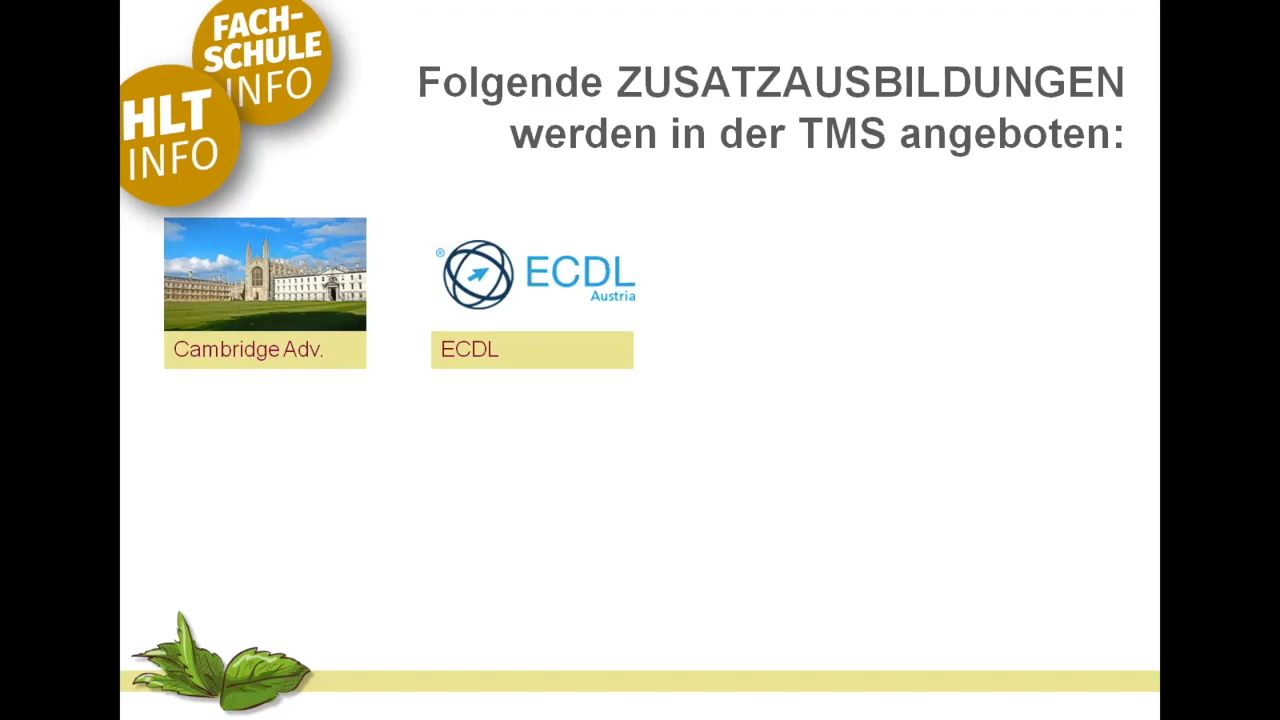 FACH-
SCHULE
INFO
HLT
INFO
Folgende ZUSATZAUSBILDUNGEN
werden in der TMS angeboten:
® ECDL
Austria
Cambridge Adv.
ECDL